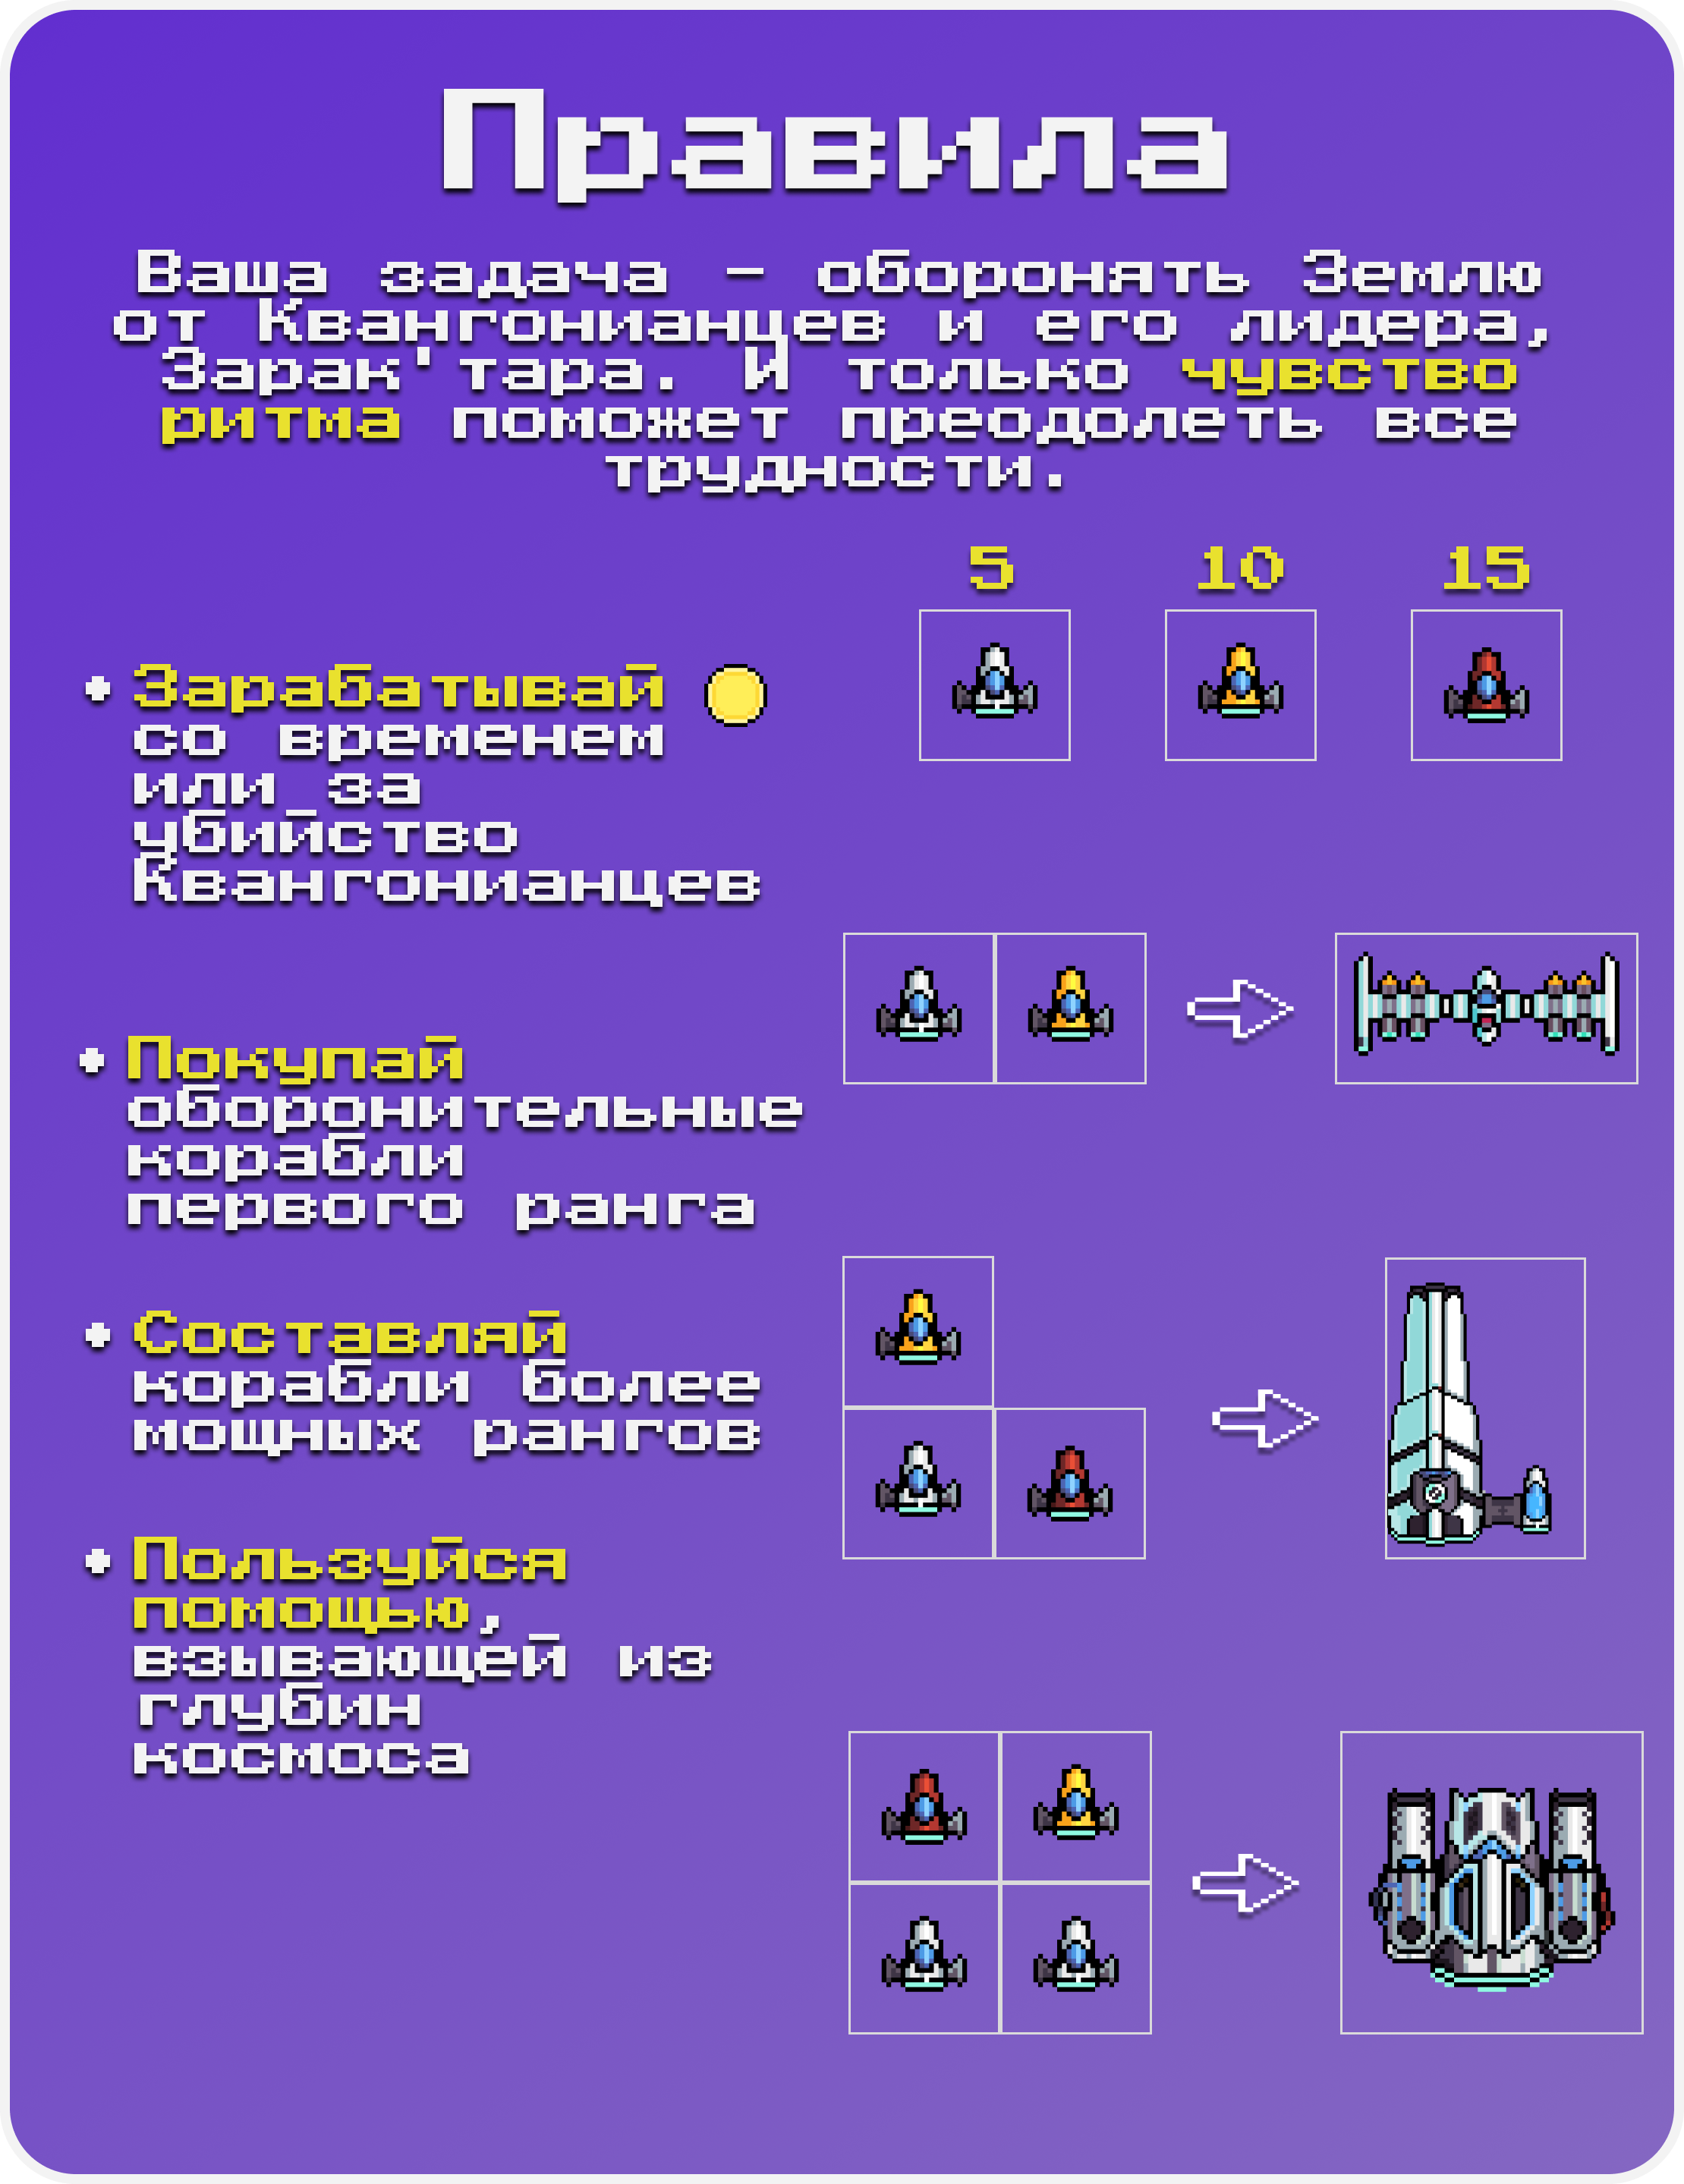 Правила
Ваша задача - оборонять Землю
от Квангонианцев и его лидера,
Зарак'тара. И только чувство
ритма поможет преодолеть все
трудности.
5 10 15
• Зарабатывай
со временем
или за
убийство
Квангонианцев
• Покупай
оборонительные
корабли
первого ранга
• Составляй
корабли более
мощных рангов
• Пользуйся
помощью,
взывающей из
глубин
космоса